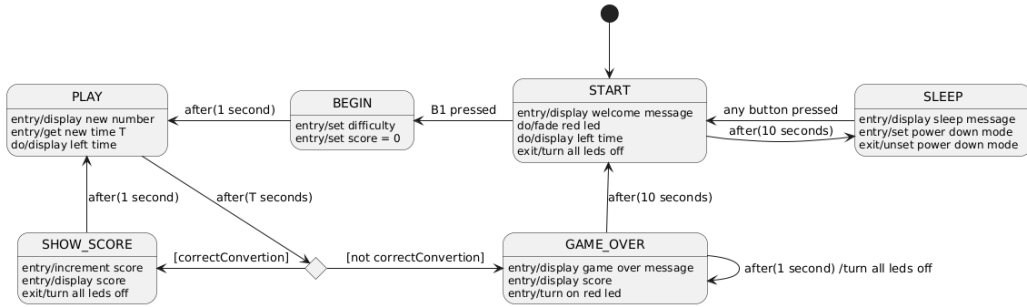 START
entry/display welcome message
do/fade red led
do/display left time
exit/turn all leds off
SLEEP
entry/display sleep message
entry/set power down mode
exit/unset power down mode
any button pressed
after(10 seconds)
B1 pressed
BEGIN
entry/set difficulty
entry/set score = 0
after(1 second)
PLAY
entry/display new number
entry/get new time T
do/display left time
after(1 second)
after(T seconds)
after(10 seconds)
SHOW_SCORE
entry/increment score
entry/display score
exit/turn all leds off
[correctConvertion]
[not correctConvertion]
GAME_OVER
entry/display game over message
entry/display score
entry/turn on red led
after(1 second) /turn all leds off